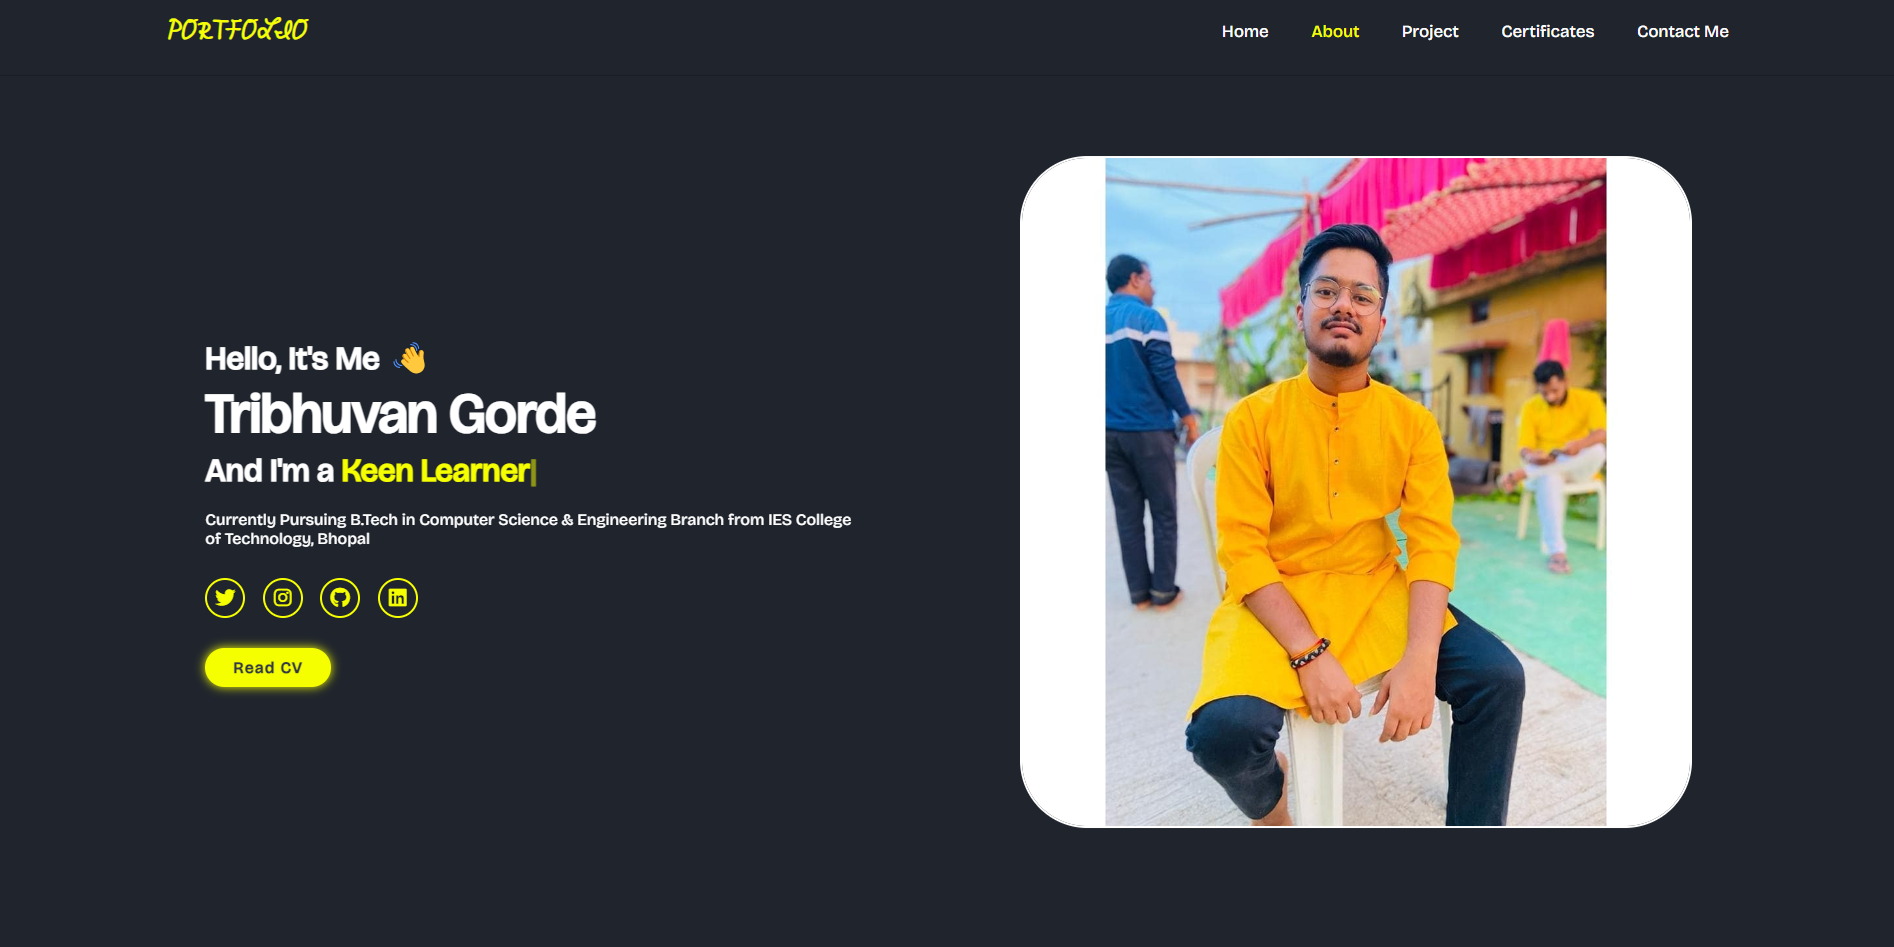 PORTFOLIO
Home About Project Certificates Contact Me
Hello, It's Me 👋
Tribhuvan Gorde
And I'm a Keen Learner|
Currently Pursuing B.Tech in Computer Science & Engineering Branch from IES College
of Technology, Bhopal
in
Read CV